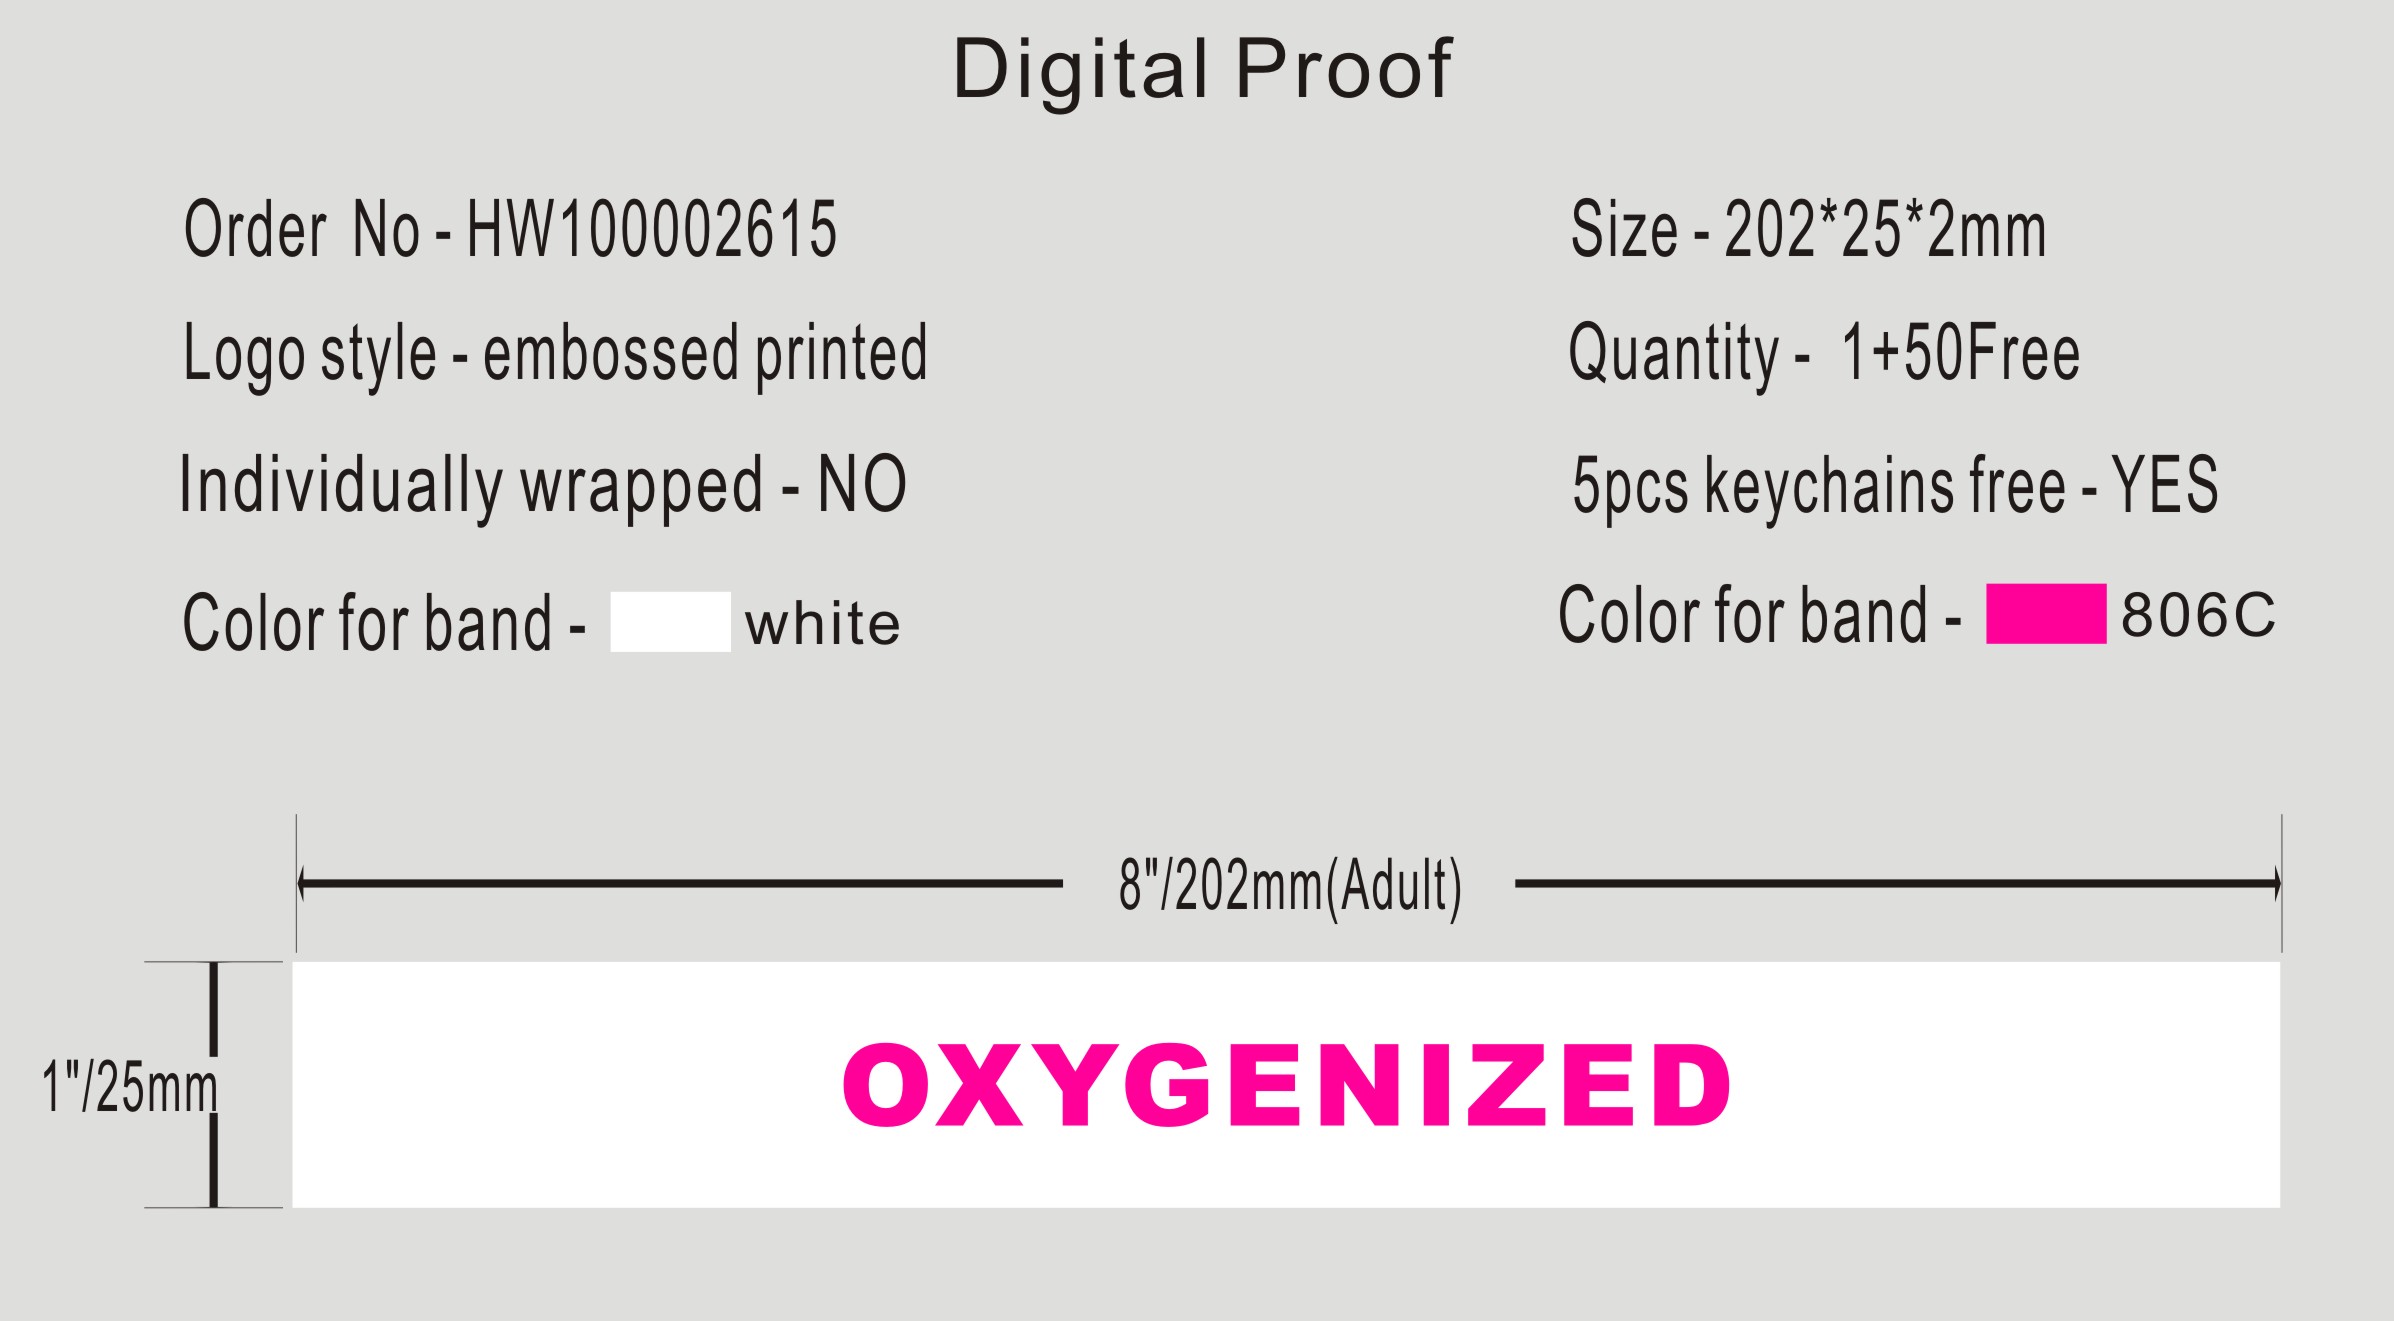 Digital Proof
Order No - HW100002615
Size - 202*25*2mm
Logo style - embossed printed
Quantity - 1+50Free
Individually wrapped - NO
5pcs keychains free - YES
Color for band - white
Color for band - 806C
8"/202mm(Adult)
1"/25mm
OXYGENIZED